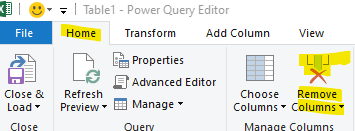 Table1 - Power Query Editor
File Home Transform Add Column View
Close & Load
Refresh Preview
Properties
Advanced Editor
Manage
Choose Columns
Remove Columns
Close Query Manage Columns